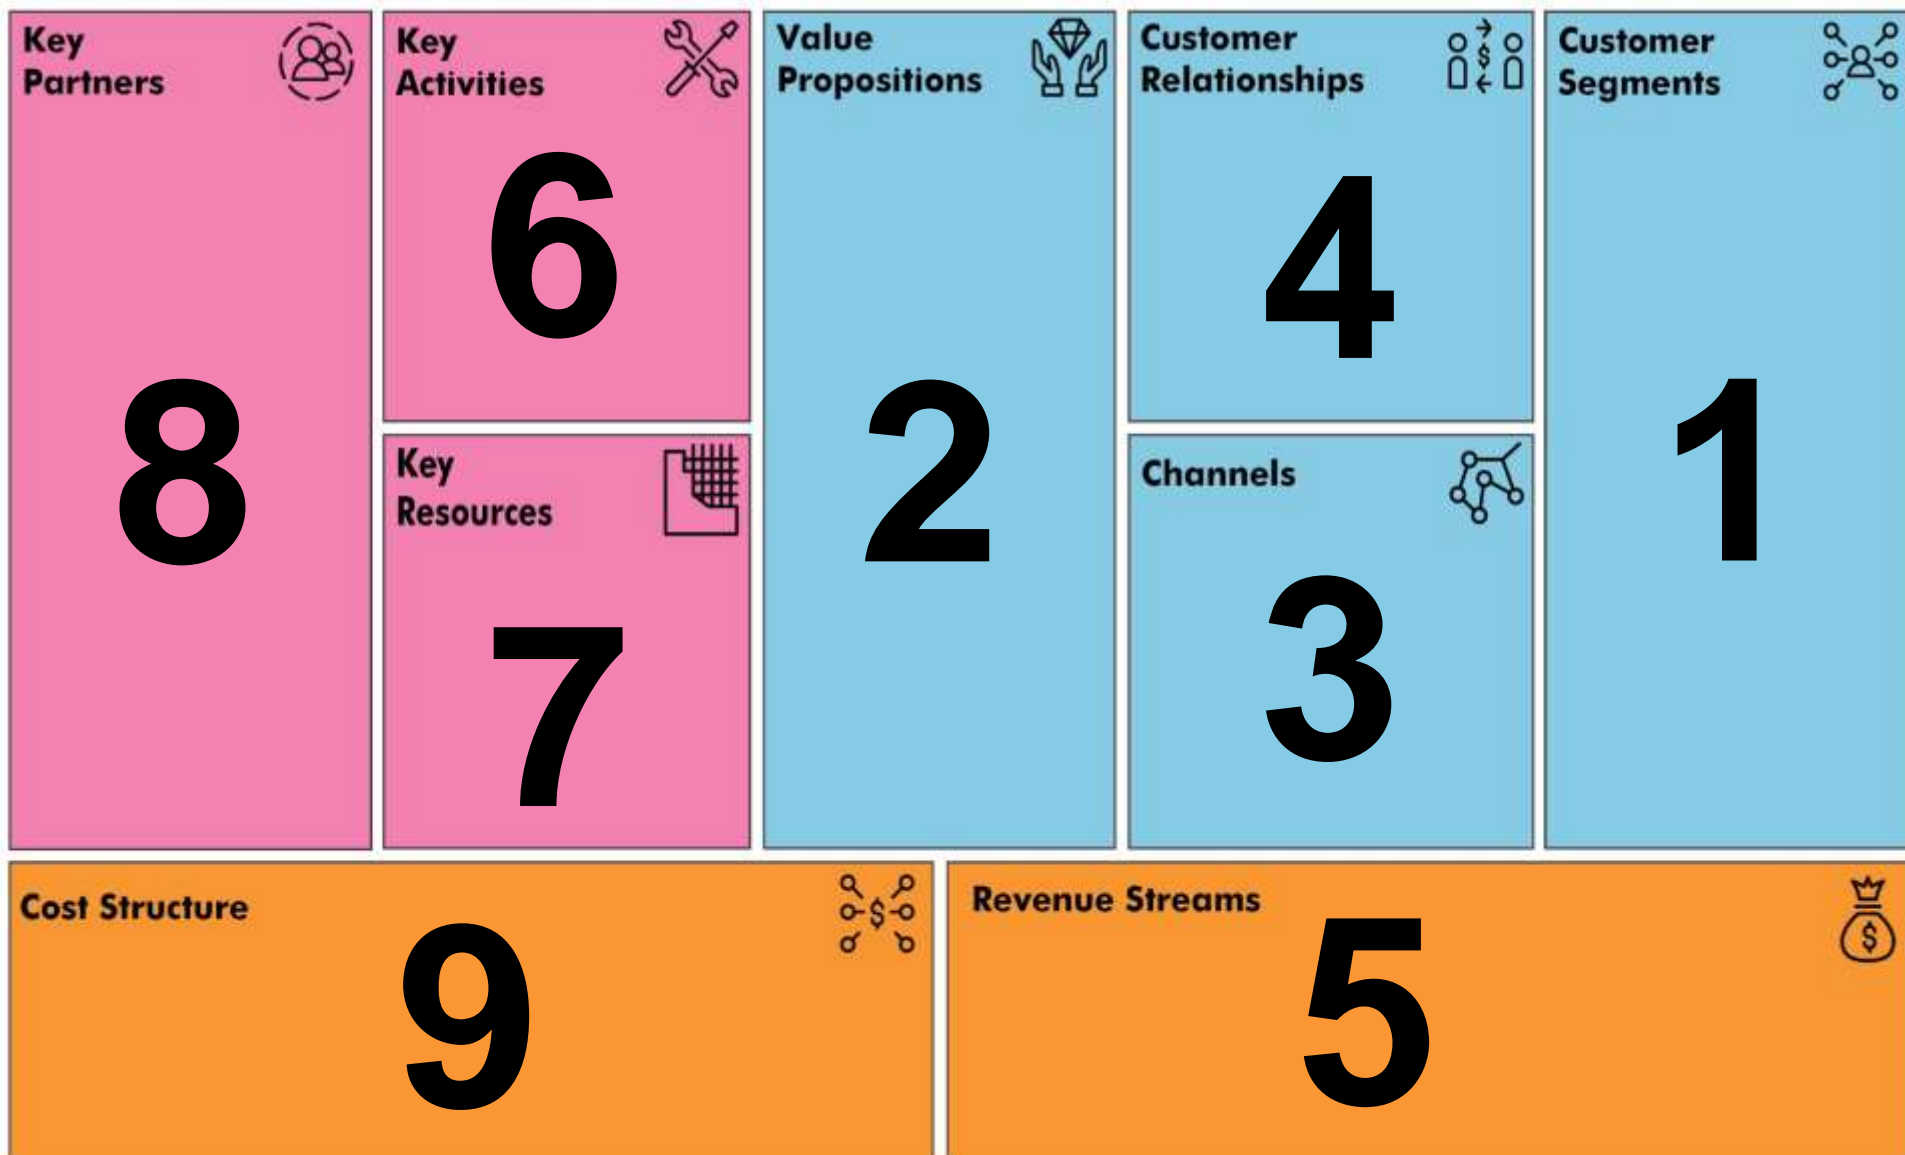 Key
Partners
8
Key
Activities
6
Key
Resources
7
Value
Propositions
2
Customer
Relationships
$
4
Channels
3
Customer
Segments
1
Cost Structure
$
9
Revenue Streams
$
5